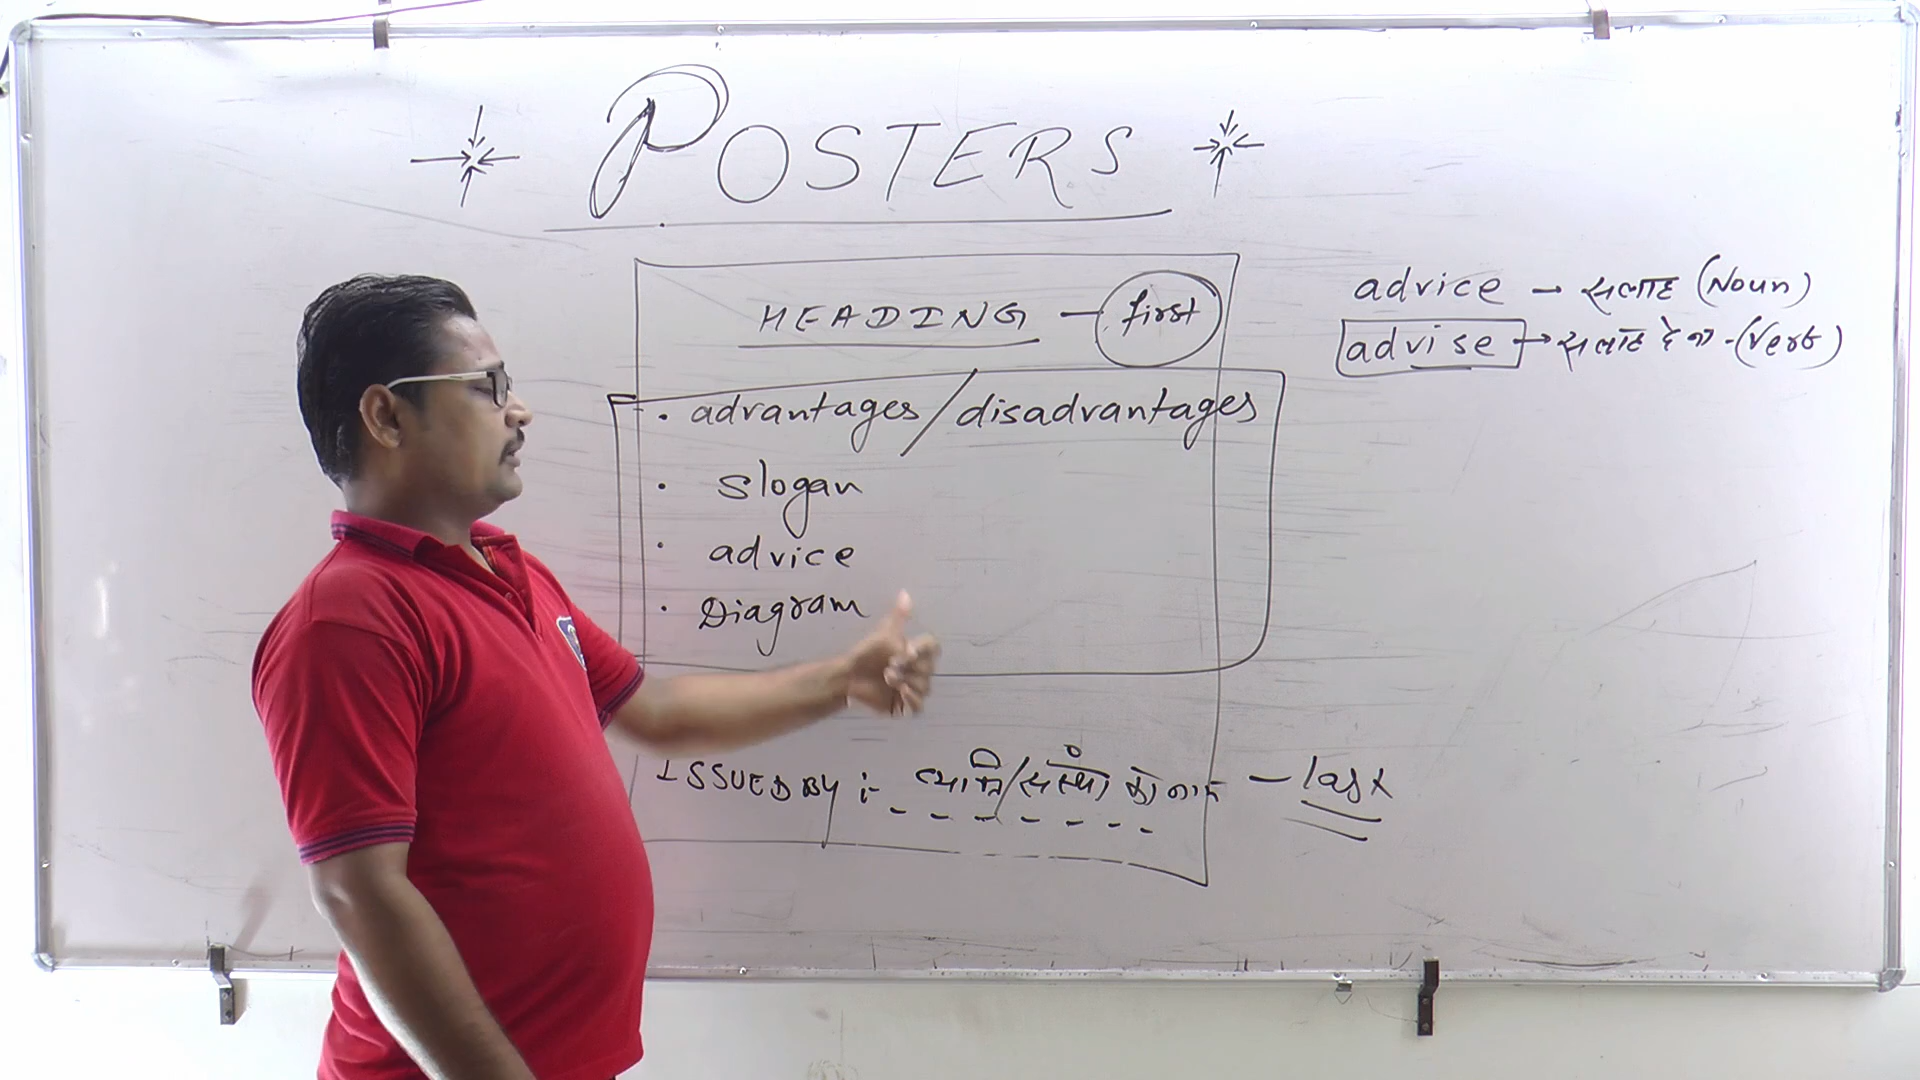 POSTERS
HEADING — first
• advantages/disadvantages
• slogan
• advice
• Diagram
ISSUED BY :- व्यक्ति/संस्था का नाम — last
advice — सलाह (Noun)
advise → सलाह देना - (Verb)